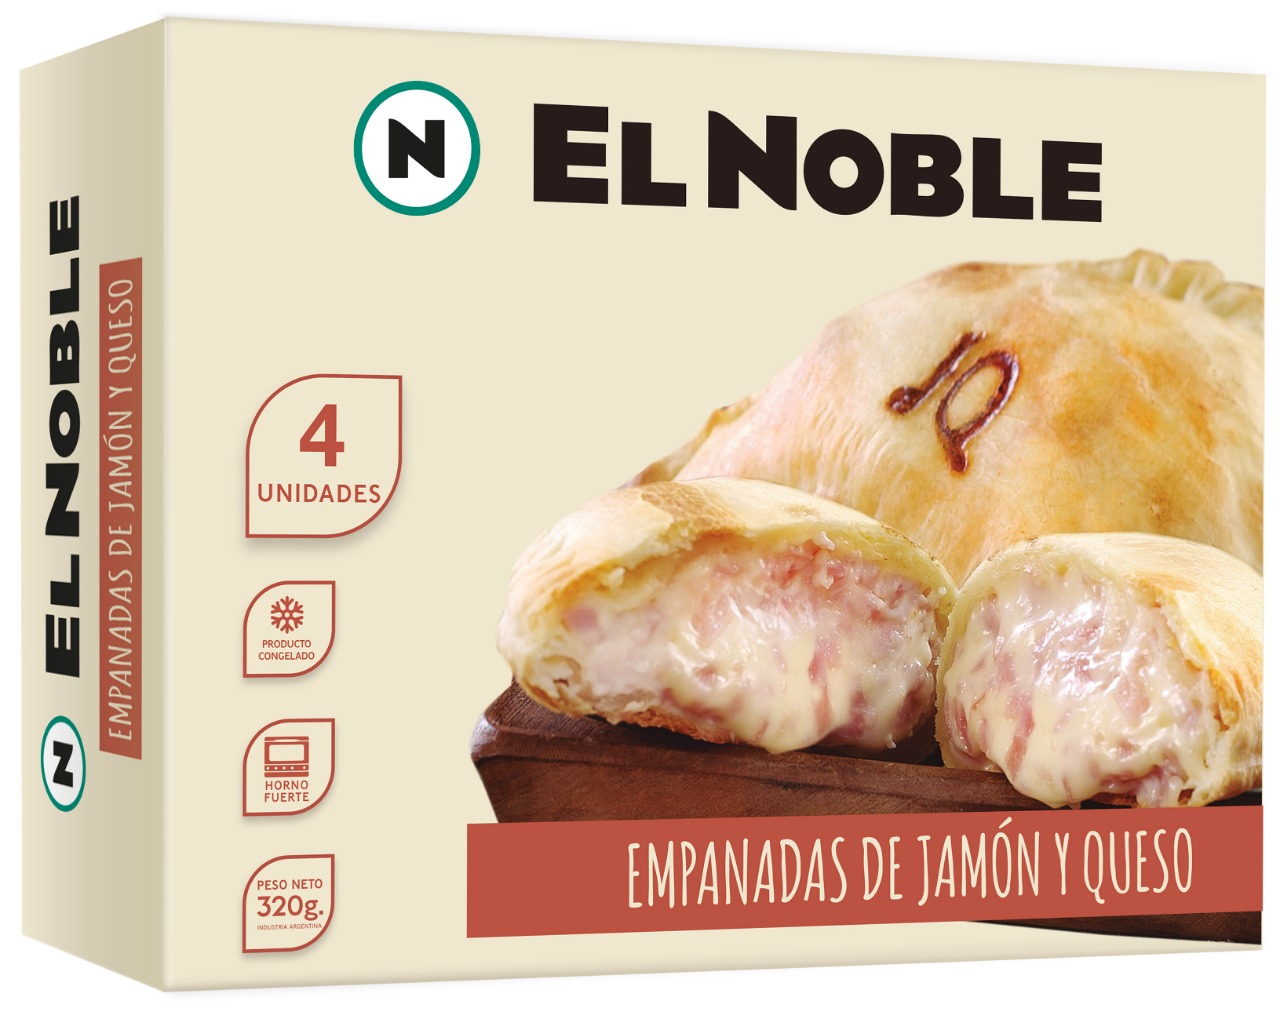 N
EL NOBLE
4
UNIDADES
PRODUCTO
CONGELADO
HORNO
FUERTE
PESO NETO
320g.
INDUSTRIA ARGENTINA
JQ
EMPANADAS DE JAMÓN Y QUESO
N EL NOBLE
EMPANADAS DE JAMÓN Y QUESO